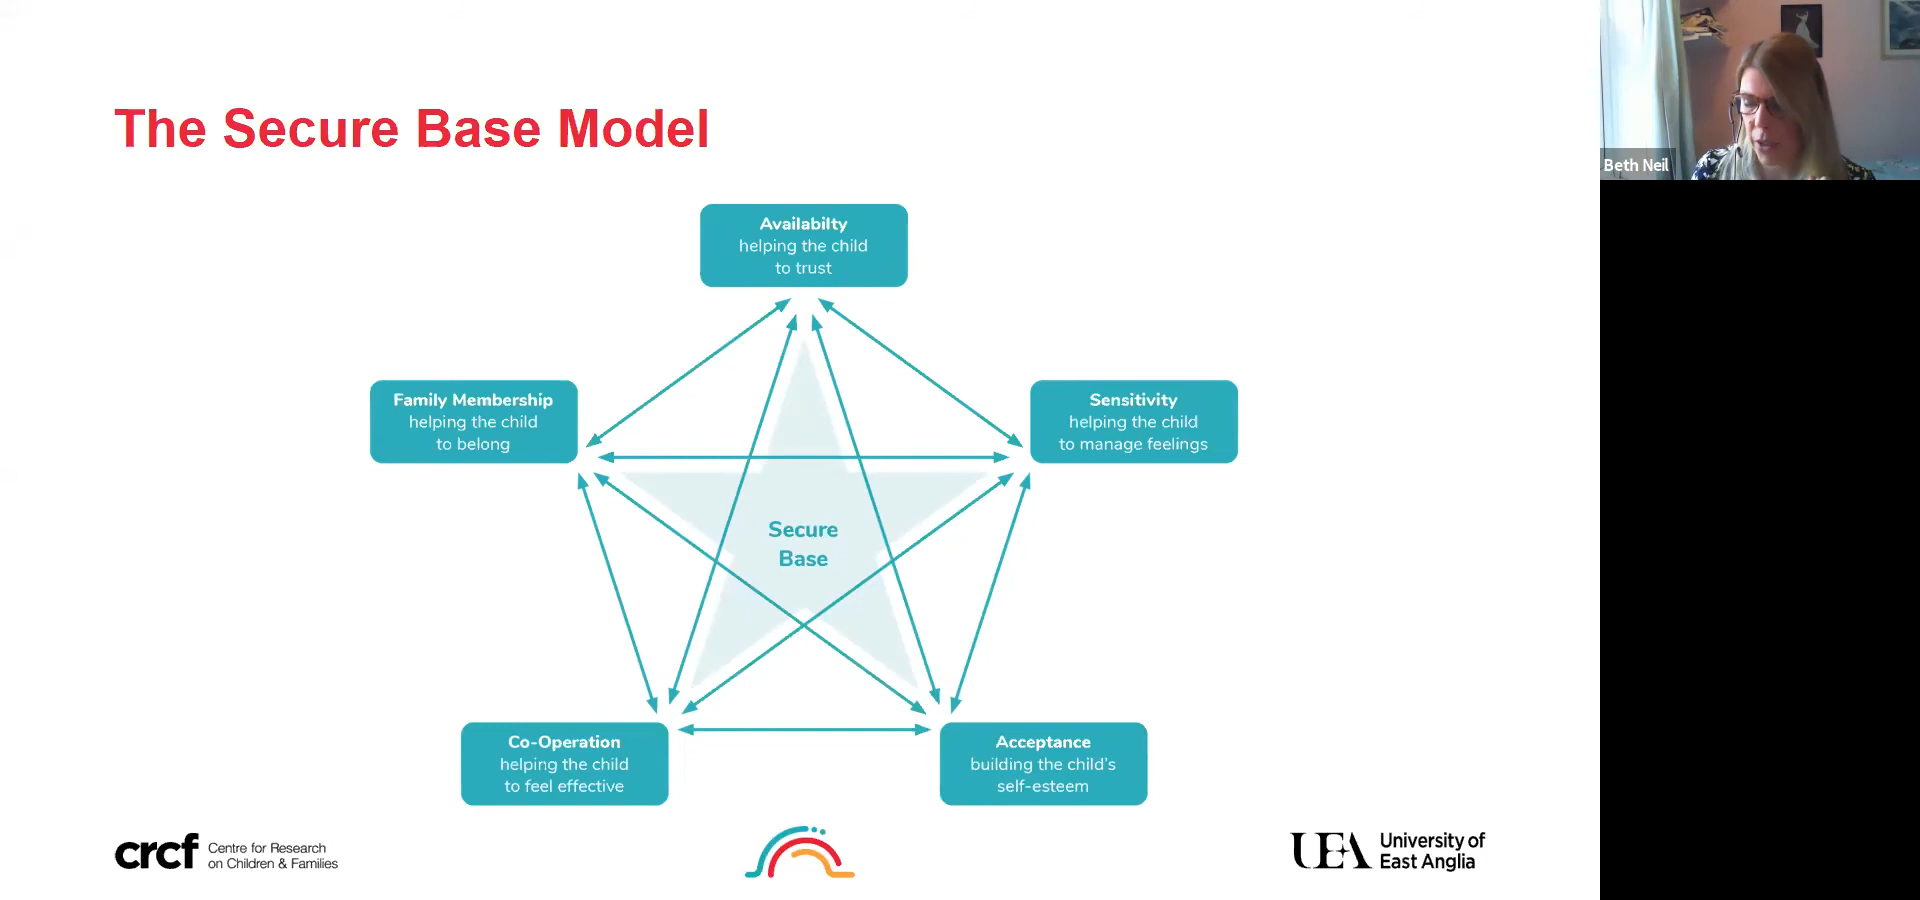 The Secure Base Model
Availabilty
helping the child
to trust
Family Membership
helping the child
to belong
Sensitivity
helping the child
to manage feelings
Secure
Base
Co-Operation
helping the child
to feel effective
Acceptance
building the child's
self-esteem
crcf
Centre for Research
on Children & Families
UEA
University of
East Anglia
Beth Neil